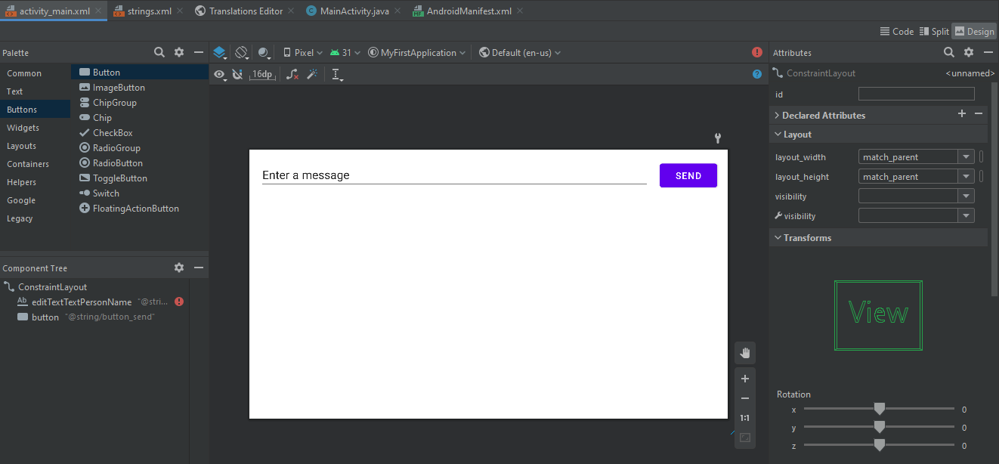 activity_main.xml strings.xml Translations Editor MainActivity.java MF AndroidManifest.xml
Code Split Design
Palette
Common
Text
Buttons
Widgets
Layouts
Containers
Helpers
Google
Legacy
Button
ImageButton
ChipGroup
Chip
CheckBox
RadioGroup
RadioButton
ToggleButton
Switch
FloatingActionButton
Component Tree
ConstraintLayout
Ab editTextTextPersonName "@stri...
button "@string/button_send"
Pixel 31 MyFirstApplication Default (en-us)
16dp
Enter a message SEND
1:1
Attributes
ConstraintLayout <unnamed>
id
Declared Attributes
Layout
layout_width match_parent
layout_height match_parent
visibility
visibility
Transforms
View
Rotation
x 0
y 0
z 0